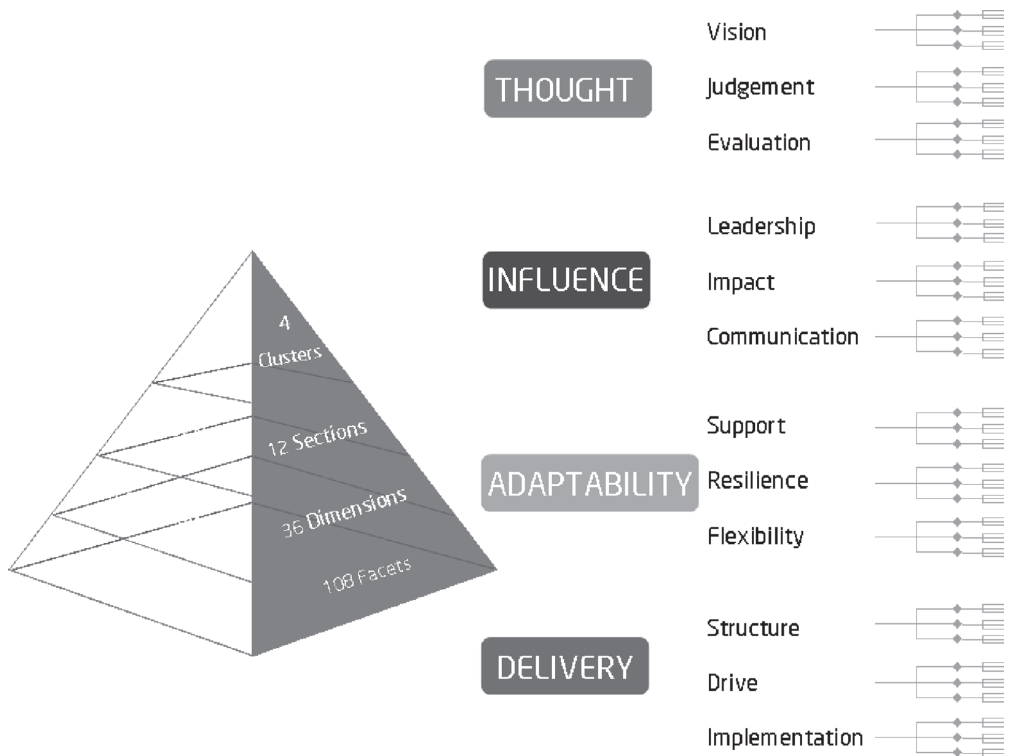 4
Clusters
12 Sections
36 Dimensions
108 Facets
THOUGHT
Vision
Judgement
Evaluation
INFLUENCE
Leadership
Impact
Communication
ADAPTABILITY
Support
Resilience
Flexibility
DELIVERY
Structure
Drive
Implementation